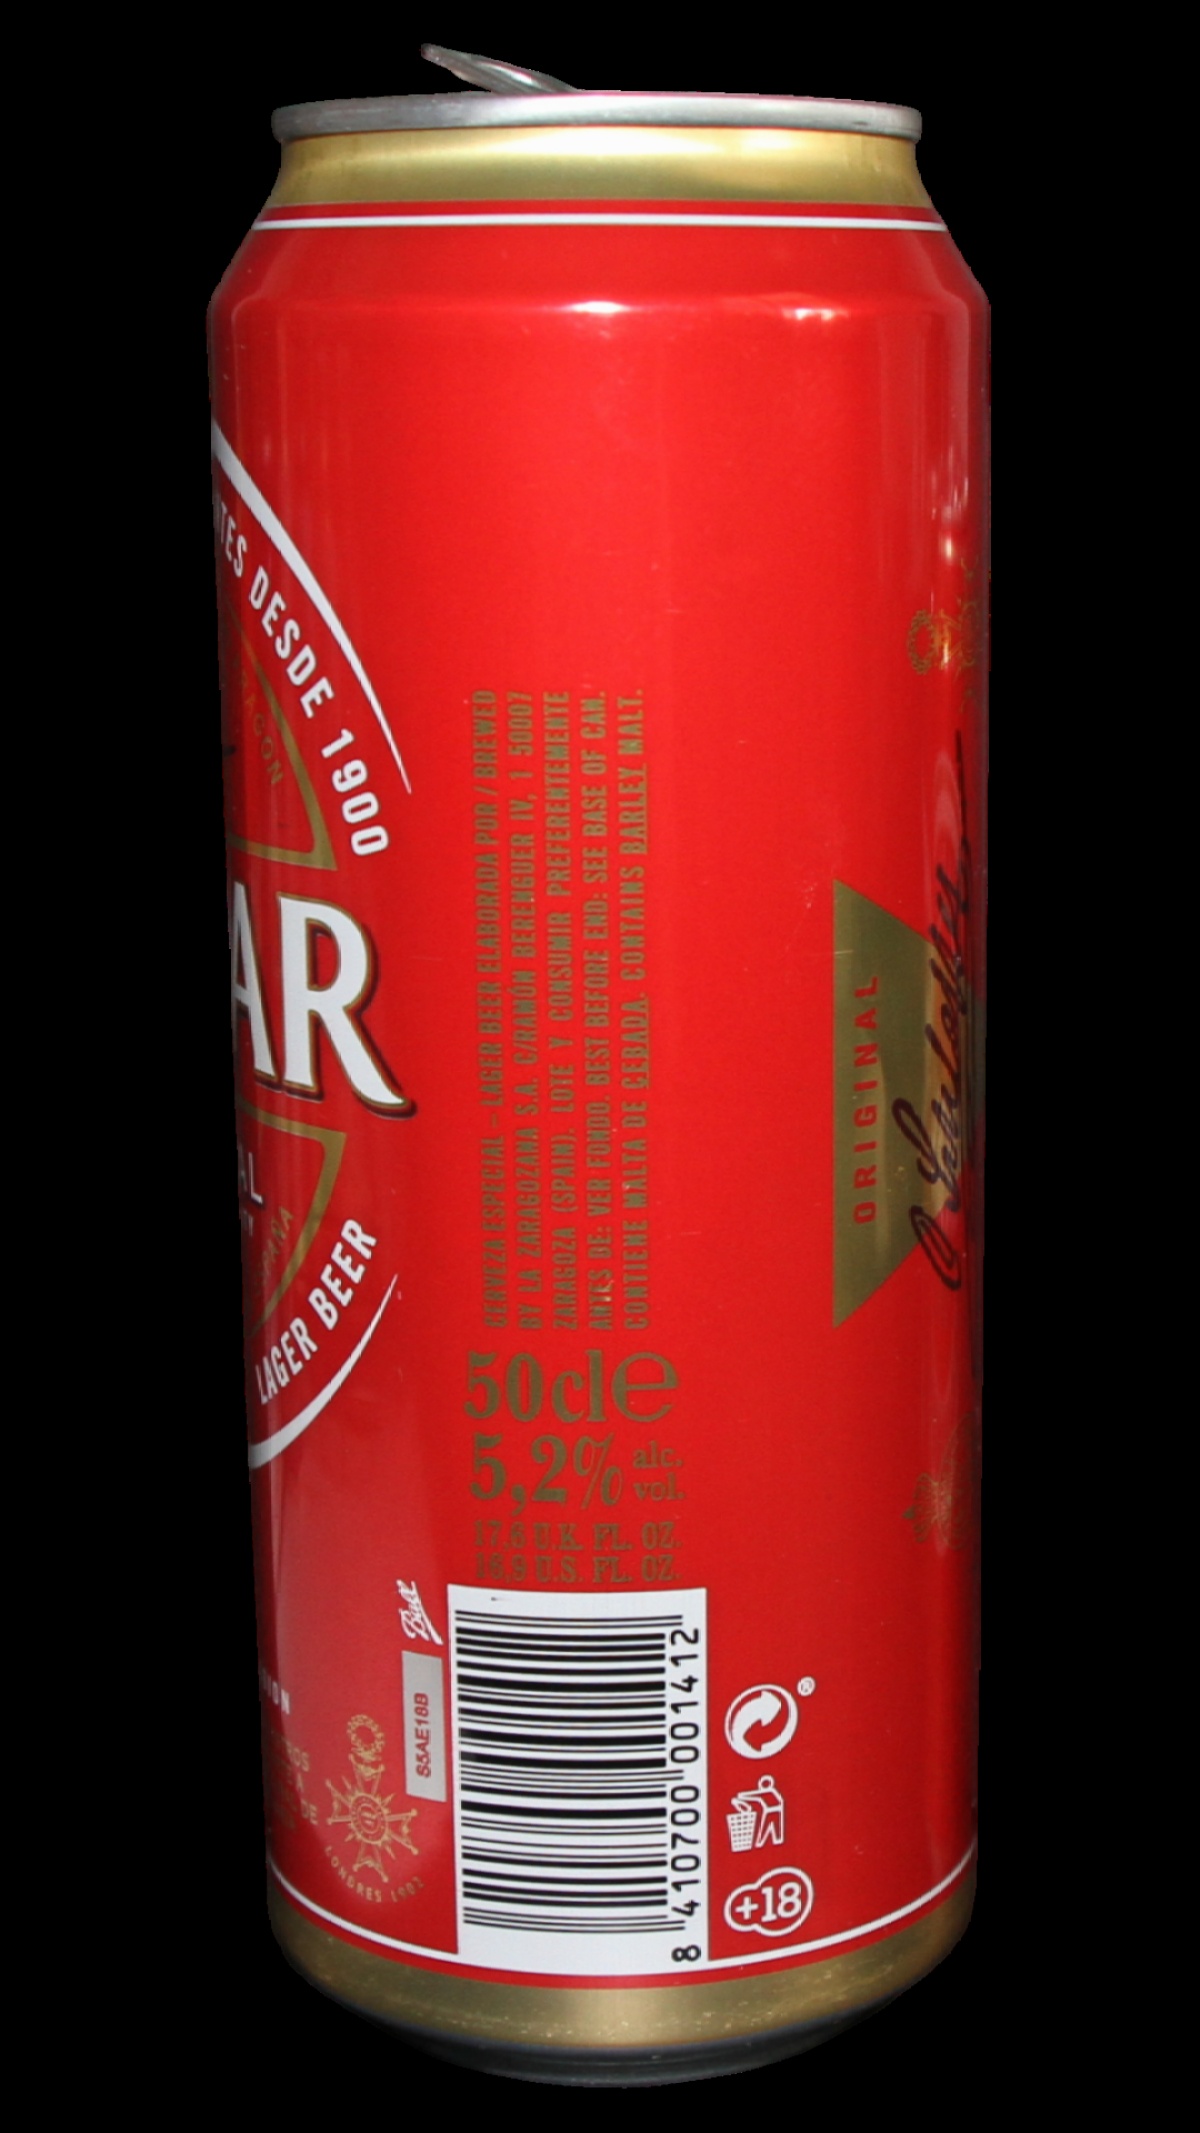 DESDE 1900
ORIGINAL
LAGER BEER
CERVEZA ESPECIAL - LAGER BEER ELABORADA POR / BREWED
BY LA ZARAGOZANA S.A. C/RAMÓN BERENGUER IV, 1 50007
ZARAGOZA (SPAIN). LOTE Y CONSUMIR PREFERENTEMENTE
ANTES DE: VER FONDO. BEST BEFORE END: SEE BASE OF CAN.
CONTIENE MALTA DE CEBADA. CONTAINS BARLEY MALT.
50cl e
5,2% alc. vol.
17,6 U.K. FL. OZ.
16,9 U.S. FL. OZ.
Ball
S5AE18B
8 410700 001412
LONDRES 1902
+18